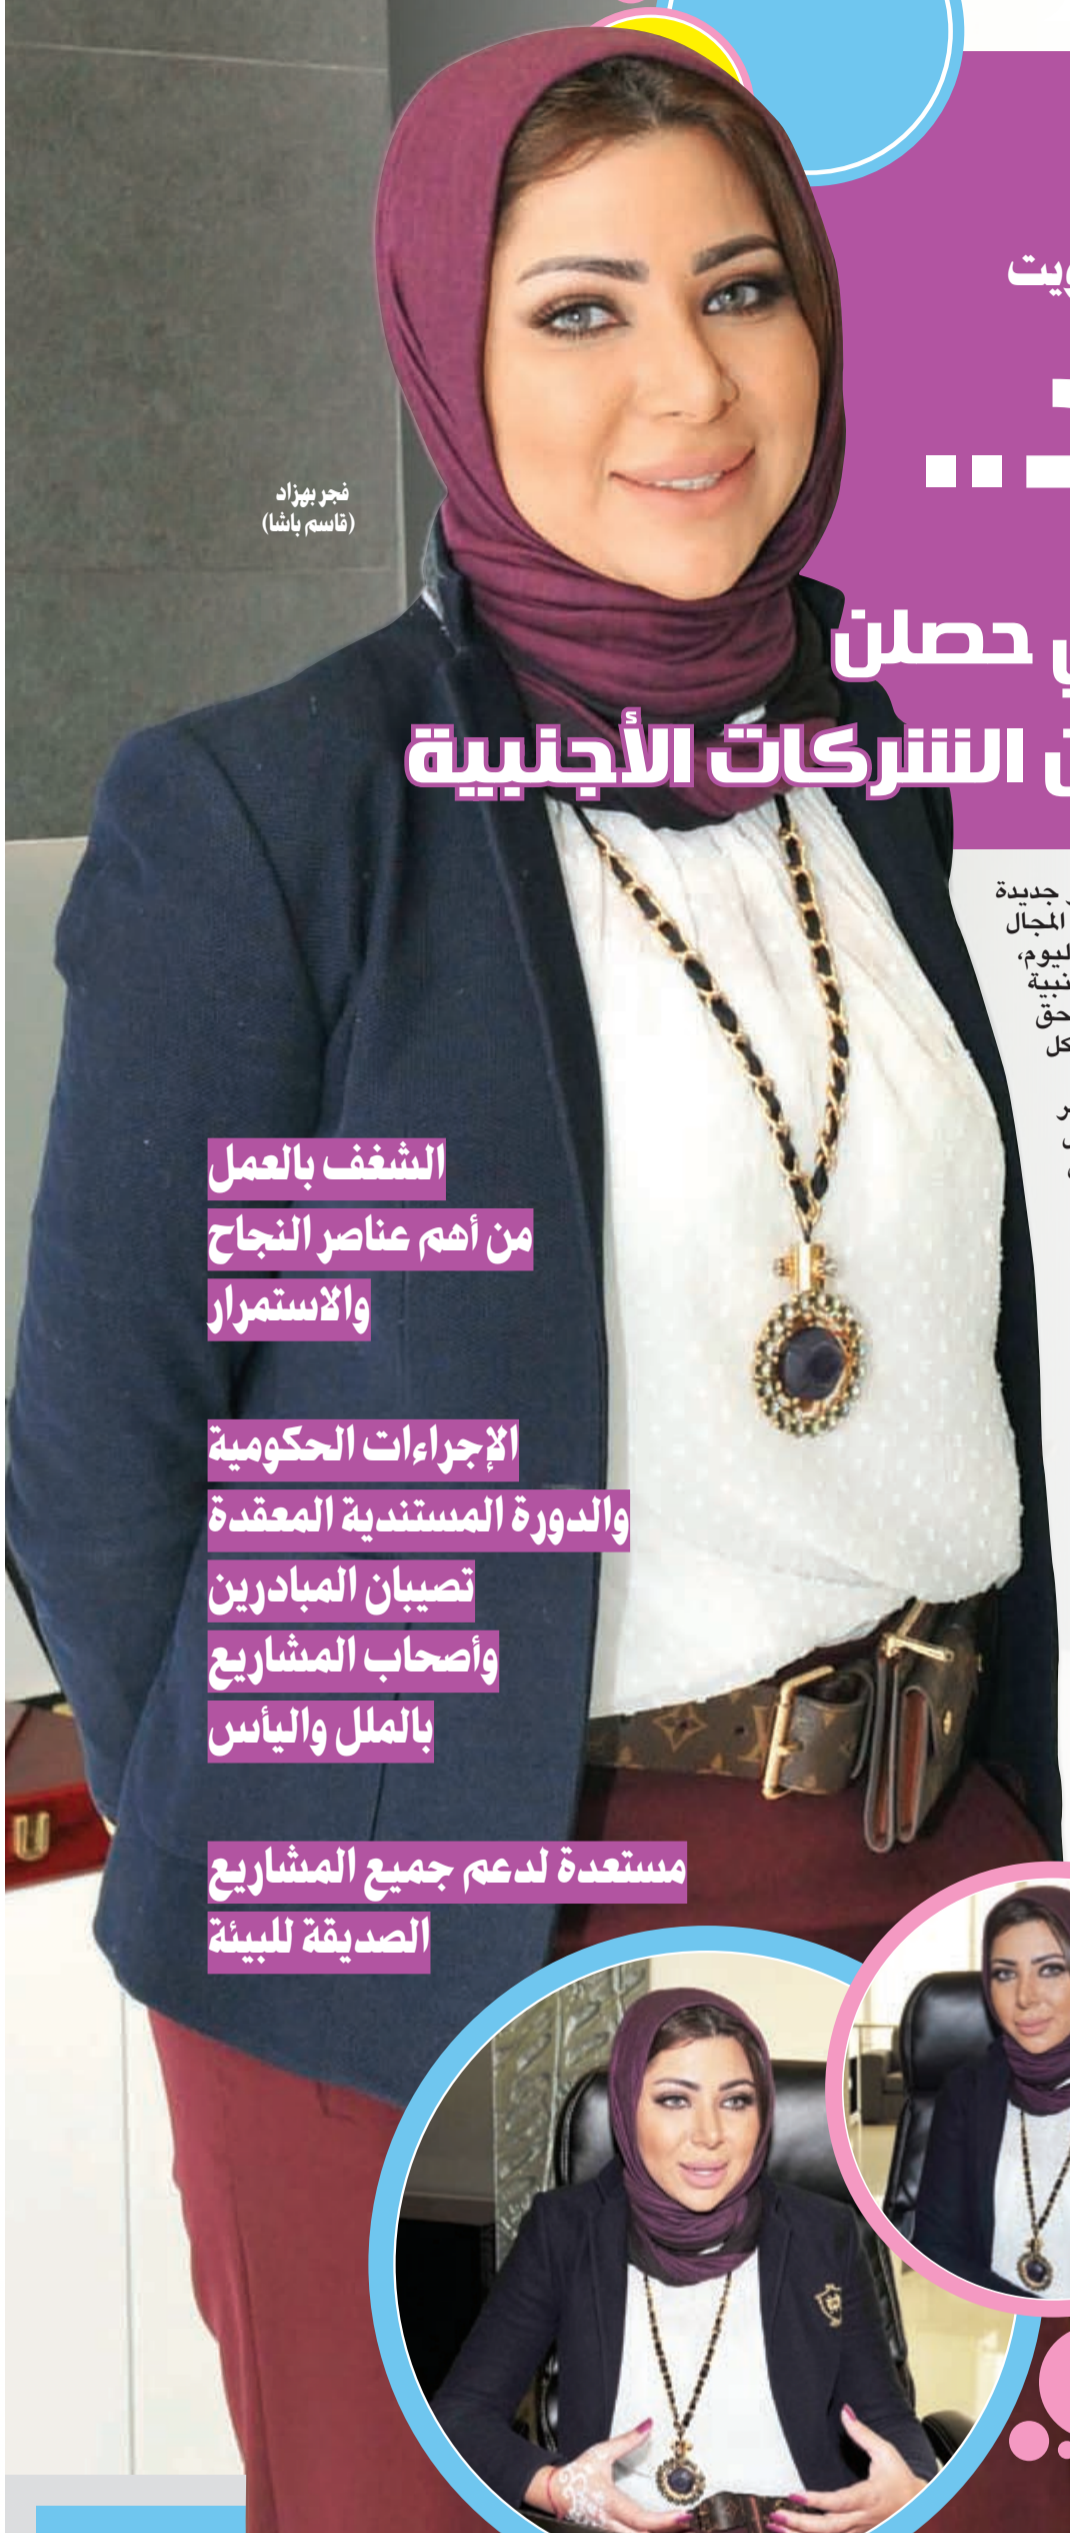 حصلن
الشركات الأجنبية
فجر بهزاد
(قاسم باشا)
جديدة
المجال
الشغف بالعمل
من أهم عناصر النجاح
والاستمرار
الإجراءات الحكومية
والدورة المستندية المعقدة
تصيبان المبادرين
وأصحاب المشاريع
بالملل واليأس
مستعدة لدعم جميع المشاريع
الصديقة للبيئة